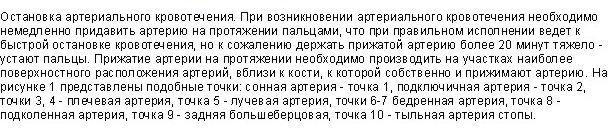 Остановка артериального кровотечения. При возникновении артериального кровотечения необходимо
немедленно придавить артерию на протяжении пальцами, что при правильном исполнении ведет к
быстрой остановке кровотечения, но к сожалению держать прижатой артерию более 20 минут тяжело -
устают пальцы. Прижатие артерии на протяжении необходимо производить на участках наиболее
поверхностного расположения артерий, вблизи к кости, к которой собственно и прижимают артерию. На
рисунке 1 представлены подобные точки: сонная артерия - точка 1, подключичная артерия - точка 2,
точки 3, 4 - плечевая артерия, точка 5 - лучевая артерия, точки 6-7 бедренная артерия, точка 8 -
подколенная артерия, точка 9 - задняя большеберцовая, точка 10 - тыльная артерия стопы.